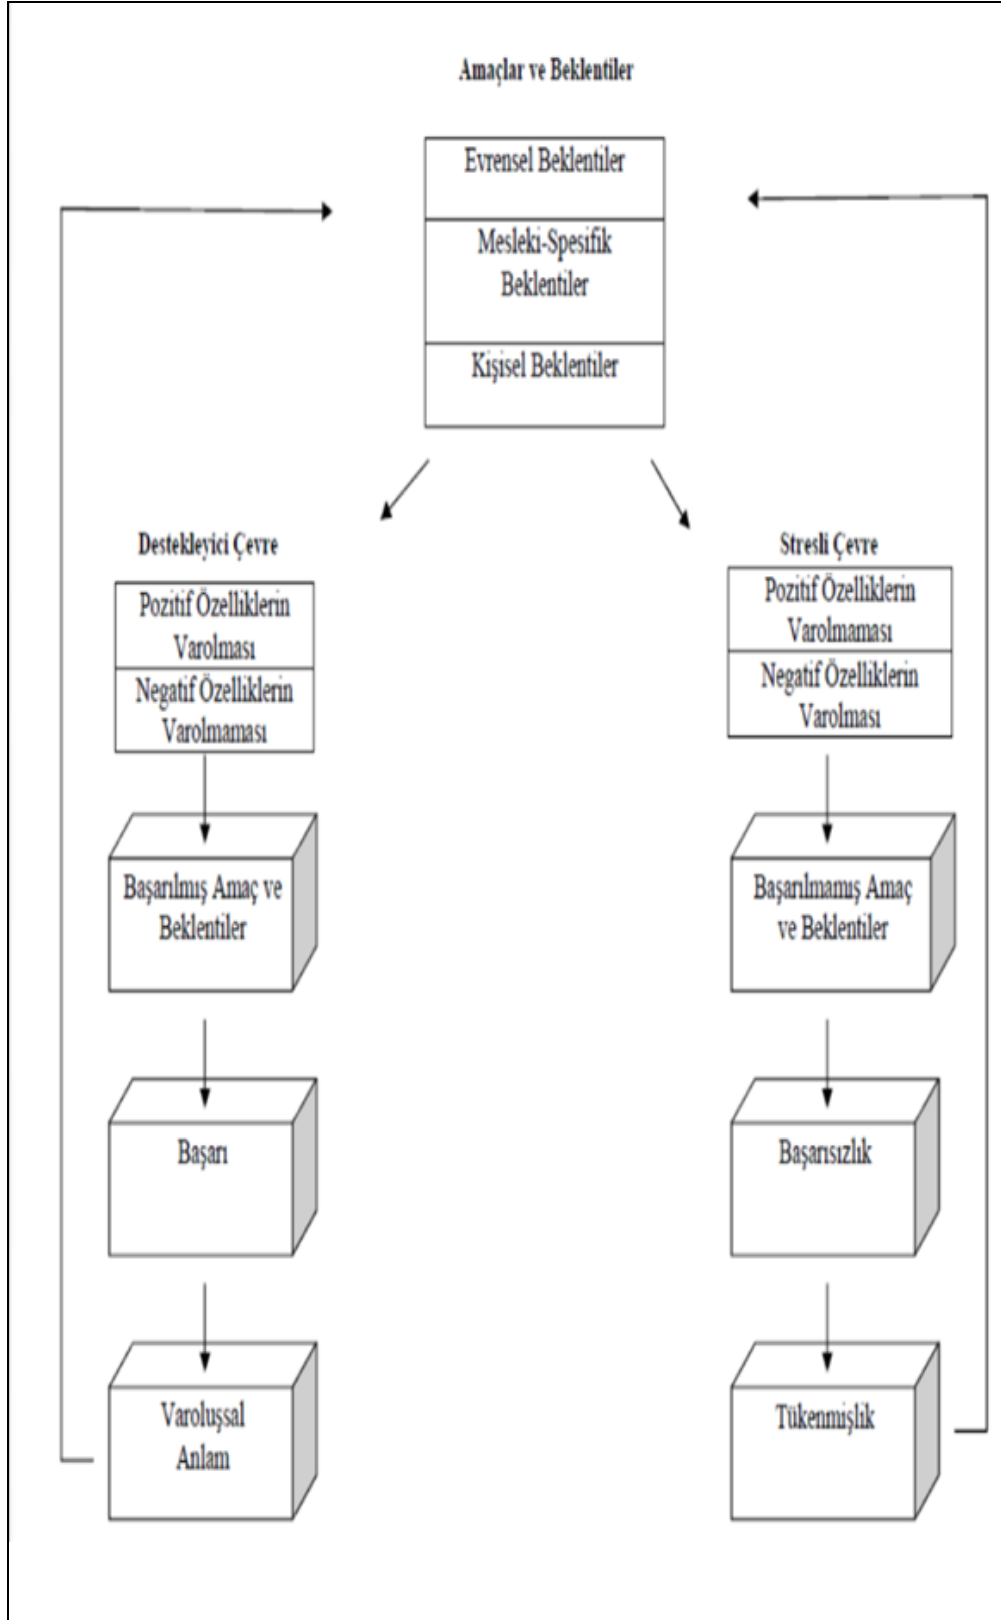 Amaçlar ve Beklentiler
Evrensel Beklentiler
Mesleki-Spesifik
Beklentiler
Kişisel Beklentiler
Destekleyici Çevre
Pozitif Özelliklerin
Varolması
Negatif Özelliklerin
Varolmaması
Başarılmış Amaç ve
Beklentiler
Başarı
Varoluşsal
Anlam
Stresli Çevre
Pozitif Özelliklerin
Varolmaması
Negatif Özelliklerin
Varolması
Başarılmamış Amaç
ve Beklentiler
Başarısızlık
Tükenmişlik